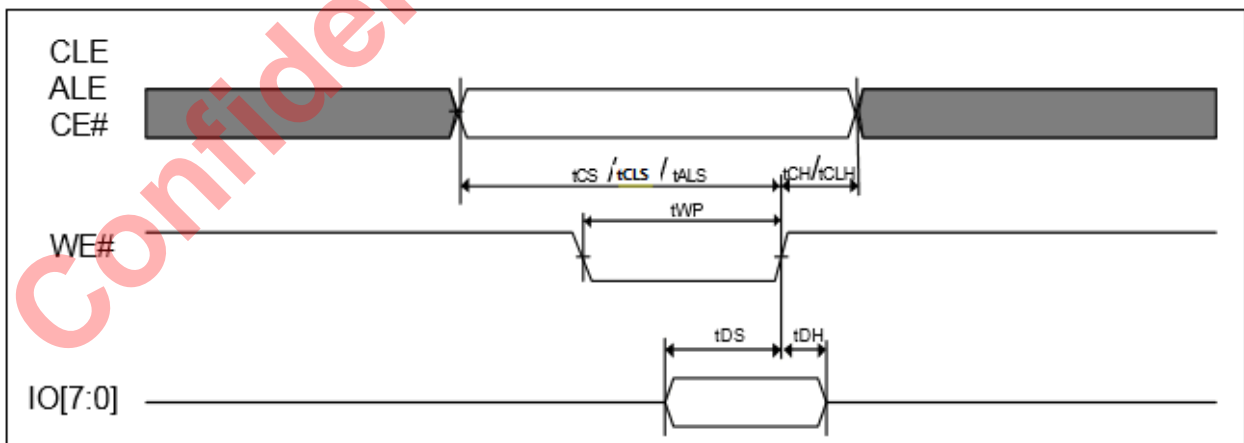 CLE
ALE
CE#
tCS / tCLS / tALS
tCH/tCLH
tWP
WE#
tDS
tDH
IO[7:0]
Confide